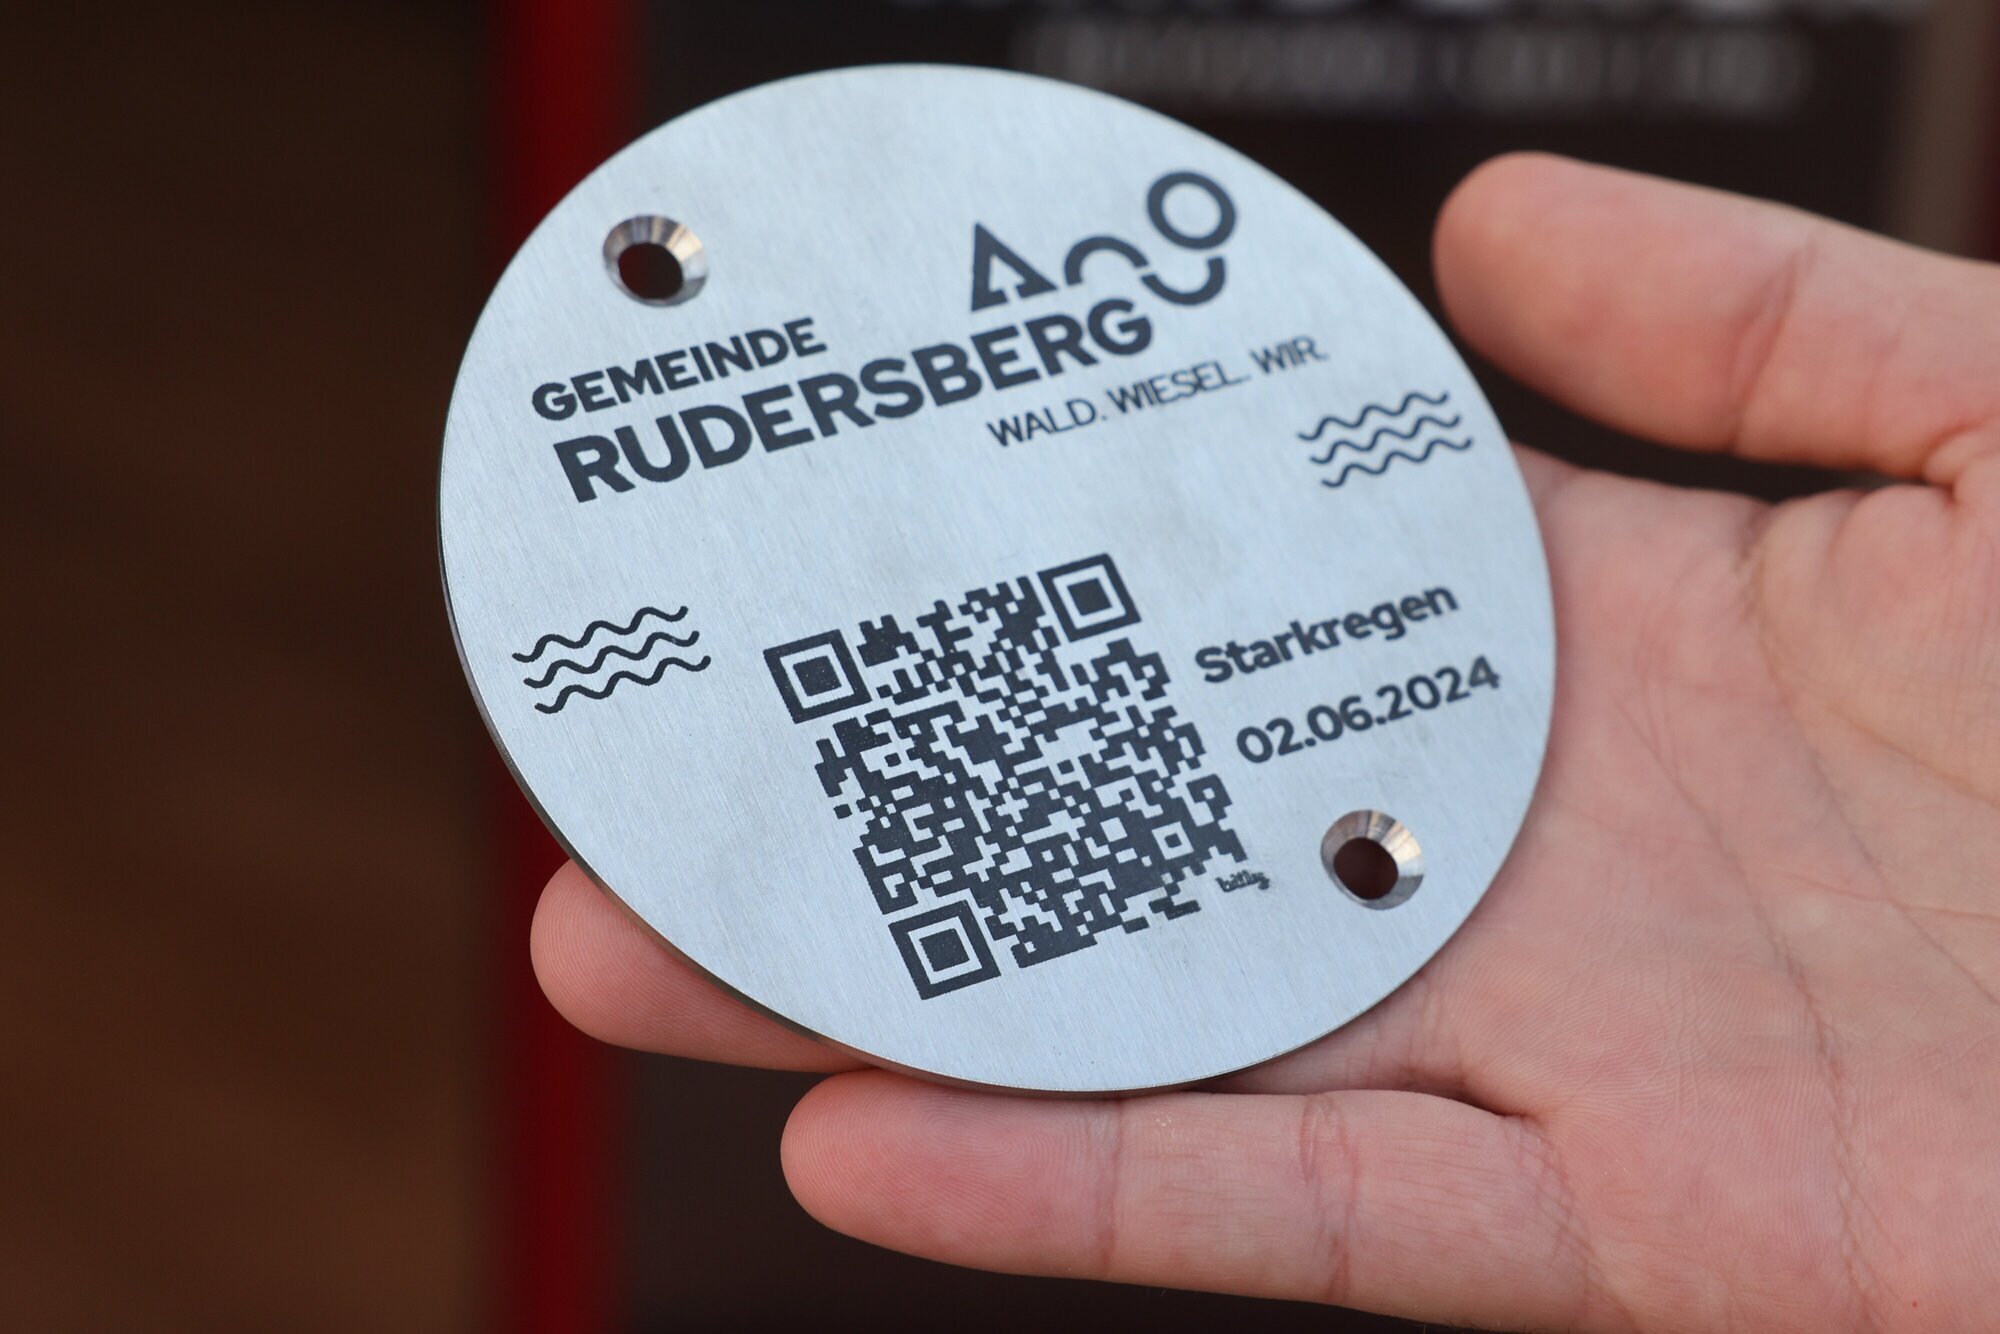 GEMEINDE
RUDERSBERG
WALD. WIESEL. WIR.
Starkregen
02.06.2024
bitly